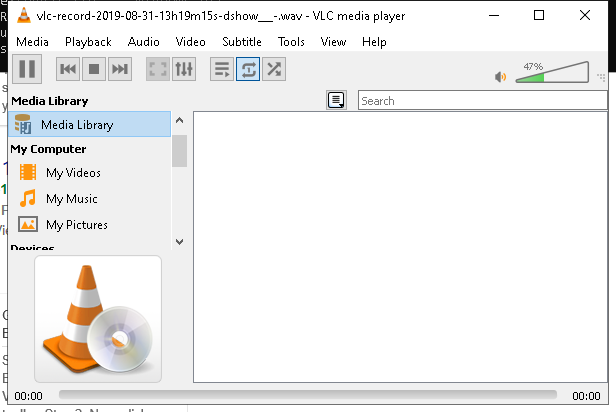 vlc-record-2019-08-31-13h19m15s-dshow__-.wav - VLC media player
Media Playback Audio Video Subtitle Tools View Help
47%
Media Library
Search
Media Library
My Computer
My Videos
My Music
My Pictures
Devices
00:00 00:00